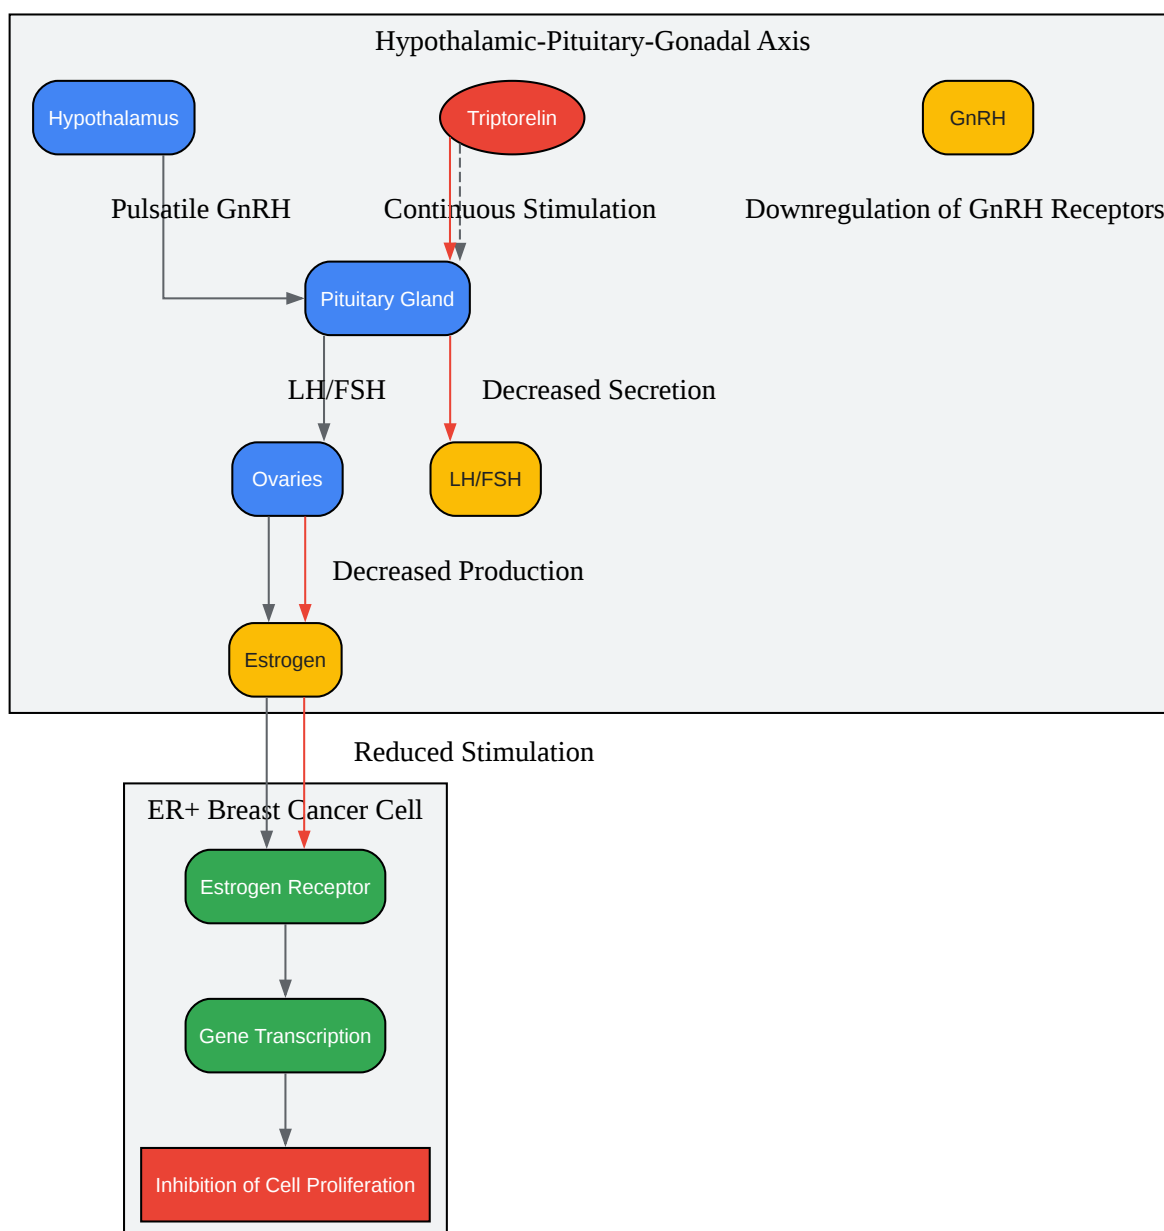 Hypothalamic-Pituitary-Gonadal Axis
Hypothalamus
Triptorelin
GnRH
Pulsatile GnRH
Continuous Stimulation
Downregulation of GnRH Receptors
Pituitary Gland
LH/FSH
Decreased Secretion
Ovaries
LH/FSH
Decreased Production
Estrogen
Reduced Stimulation
ER+ Breast Cancer Cell
Estrogen Receptor
Gene Transcription
Inhibition of Cell Proliferation